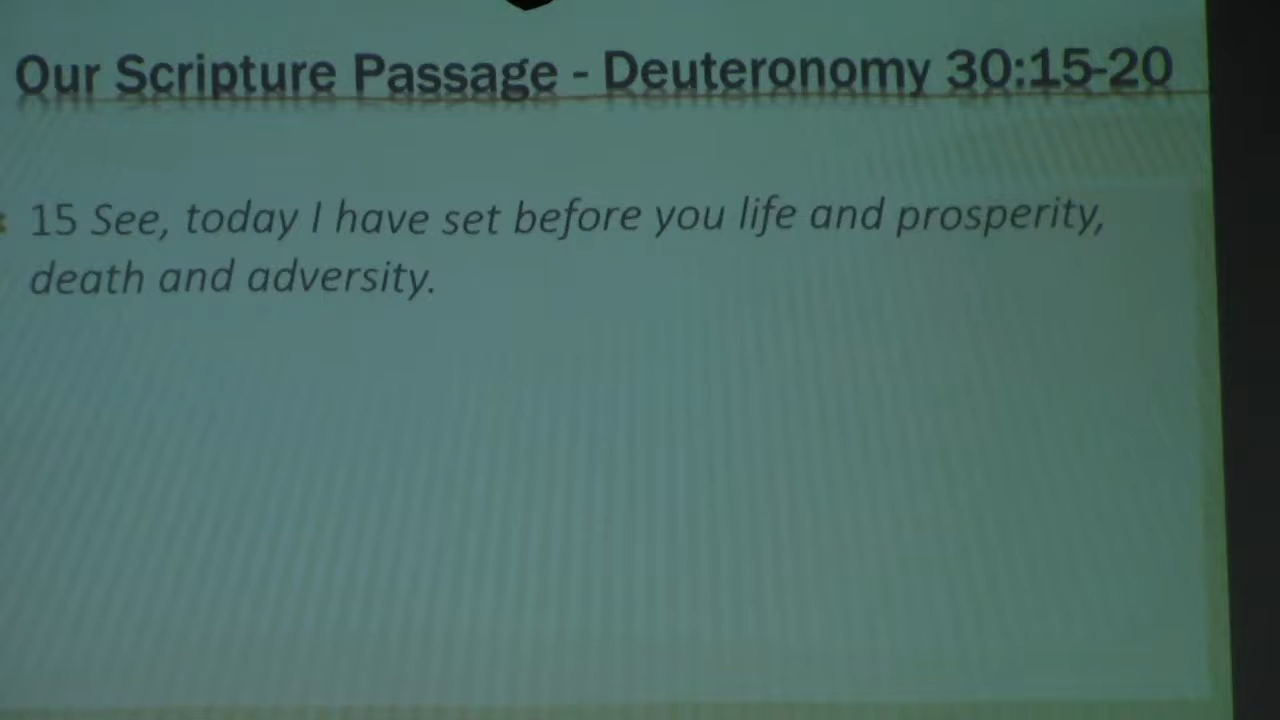 Our Scripture Passage - Deuteronomy 30:15-20
15 See, today I have set before you life and prosperity,
death and adversity.